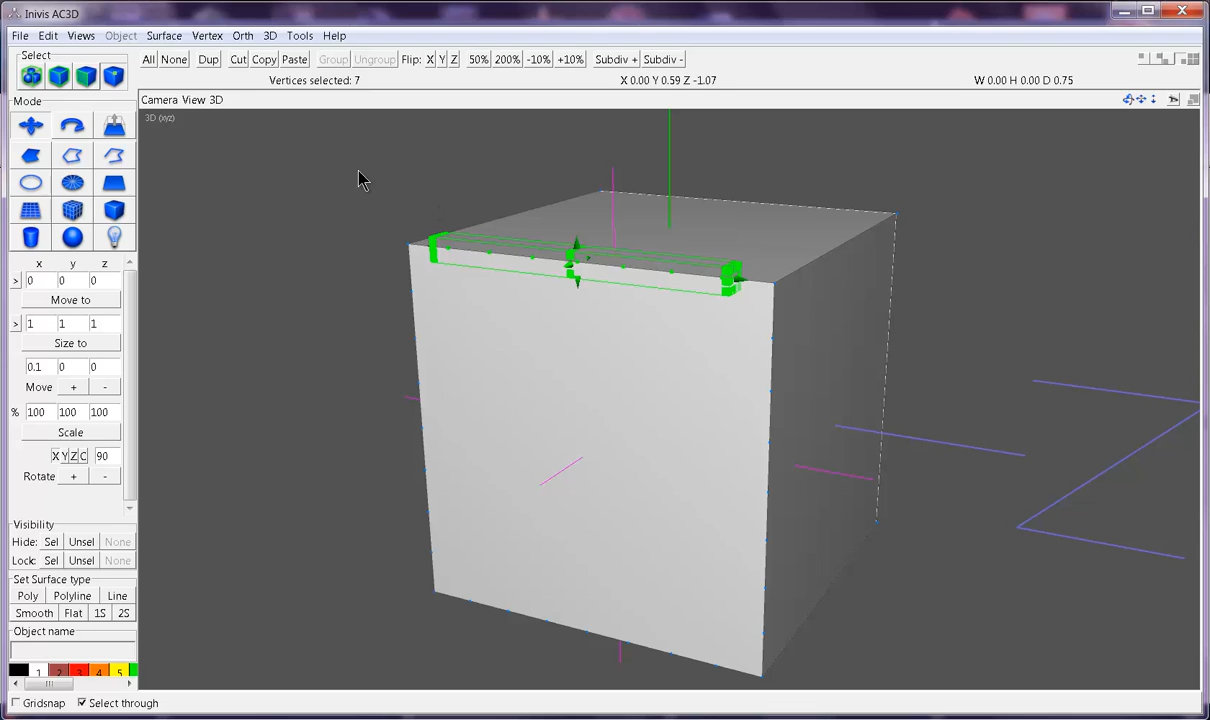 Inivis AC3D
File Edit Views Object Surface Vertex Orth 3D Tools Help
Select
All None Dup Cut Copy Paste Group Ungroup Flip: X Y Z 50% 200% -10% +10% Subdiv + Subdiv -
Vertices selected: 7 X 0.00 Y 0.59 Z -1.07 W 0.00 H 0.00 D 0.75
Mode
Camera View 3D
3D (xyz)
x y z
> 0 0 0
Move to
> 1 1 1
Size to
0.1 0 0
Move + -
% 100 100 100
Scale
X Y Z C 90
Rotate + -
Visibility
Hide: Sel Unsel None
Lock: Sel Unsel None
Set Surface type
Poly Polyline Line
Smooth Flat 1S 2S
Object name
1 2 3 4 5
Gridsnap Select through